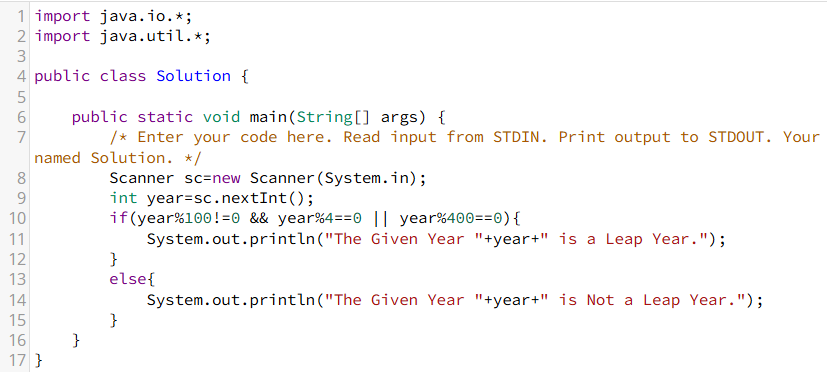 1 import java.io.*;
2 import java.util.*;
3
4 public class Solution {
5
6     public static void main(String[] args) {
7         /* Enter your code here. Read input from STDIN. Print output to STDOUT. Your
named Solution. */
8         Scanner sc=new Scanner(System.in);
9         int year=sc.nextInt();
10         if(year%100!=0 && year%4==0 || year%400==0){
11             System.out.println("The Given Year "+year+" is a Leap Year.");
12         }
13         else{
14             System.out.println("The Given Year "+year+" is Not a Leap Year.");
15         }
16     }
17 }